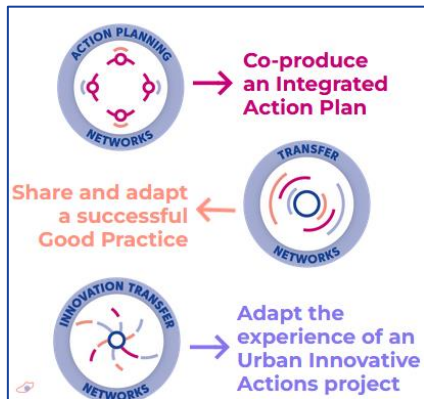 ACTION PLANNING
NETWORKS
Co-produce
an Integrated
Action Plan
TRANSFER
NETWORKS
Share and adapt
a successful
Good Practice
INNOVATION TRANSFER
NETWORKS
Adapt the
experience of an
Urban Innovative
Actions project